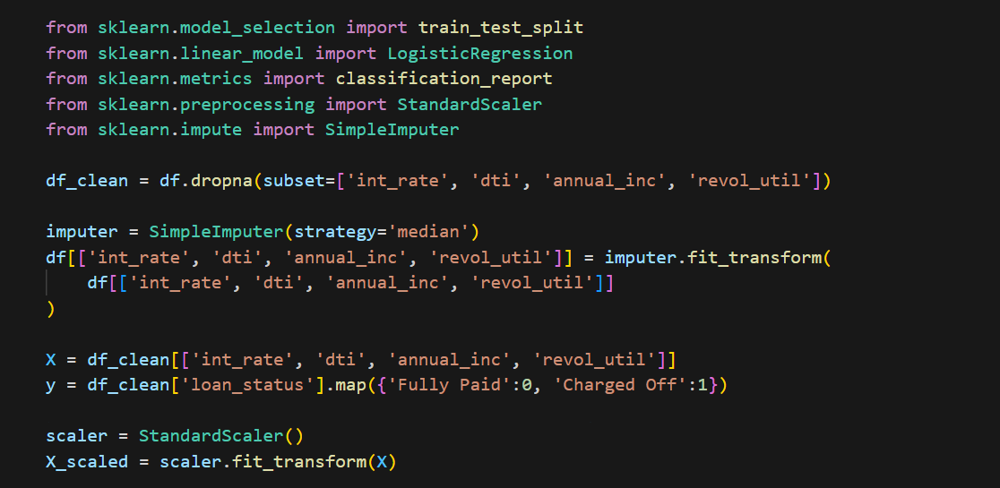 from sklearn.model_selection import train_test_split
from sklearn.linear_model import LogisticRegression
from sklearn.metrics import classification_report
from sklearn.preprocessing import StandardScaler
from sklearn.impute import SimpleImputer
df_clean = df.dropna(subset=['int_rate', 'dti', 'annual_inc', 'revol_util'])
imputer = SimpleImputer(strategy='median')
df[['int_rate', 'dti', 'annual_inc', 'revol_util']] = imputer.fit_transform(
    df[['int_rate', 'dti', 'annual_inc', 'revol_util']]
)
X = df_clean[['int_rate', 'dti', 'annual_inc', 'revol_util']]
y = df_clean['loan_status'].map({'Fully Paid':0, 'Charged Off':1})
scaler = StandardScaler()
X_scaled = scaler.fit_transform(X)